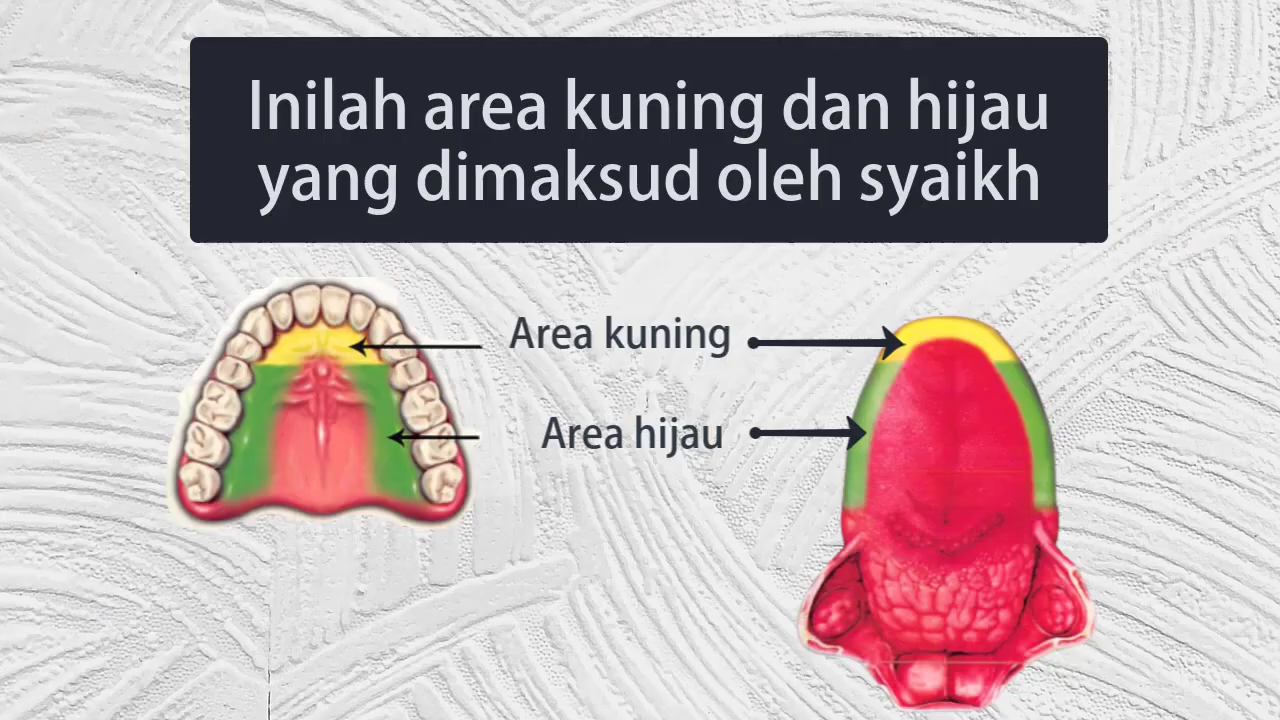 Inilah area kuning dan hijau
yang dimaksud oleh syaikh
Area kuning
Area hijau